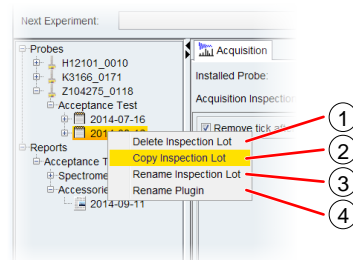 Next Experiment:
Probes
H12101_0010
K3166_0171
Z104275_0118
Acceptance Test
2014-07-16
Reports
Acceptance T
Spectrome
Accessorie
2014-09-11
Acquisition
Installed Probe:
Acquisition Inspection
Remove tick
Delete Inspection Lot
Copy Inspection Lot
Rename Inspection Lot
Rename Plugin
1
2
3
4